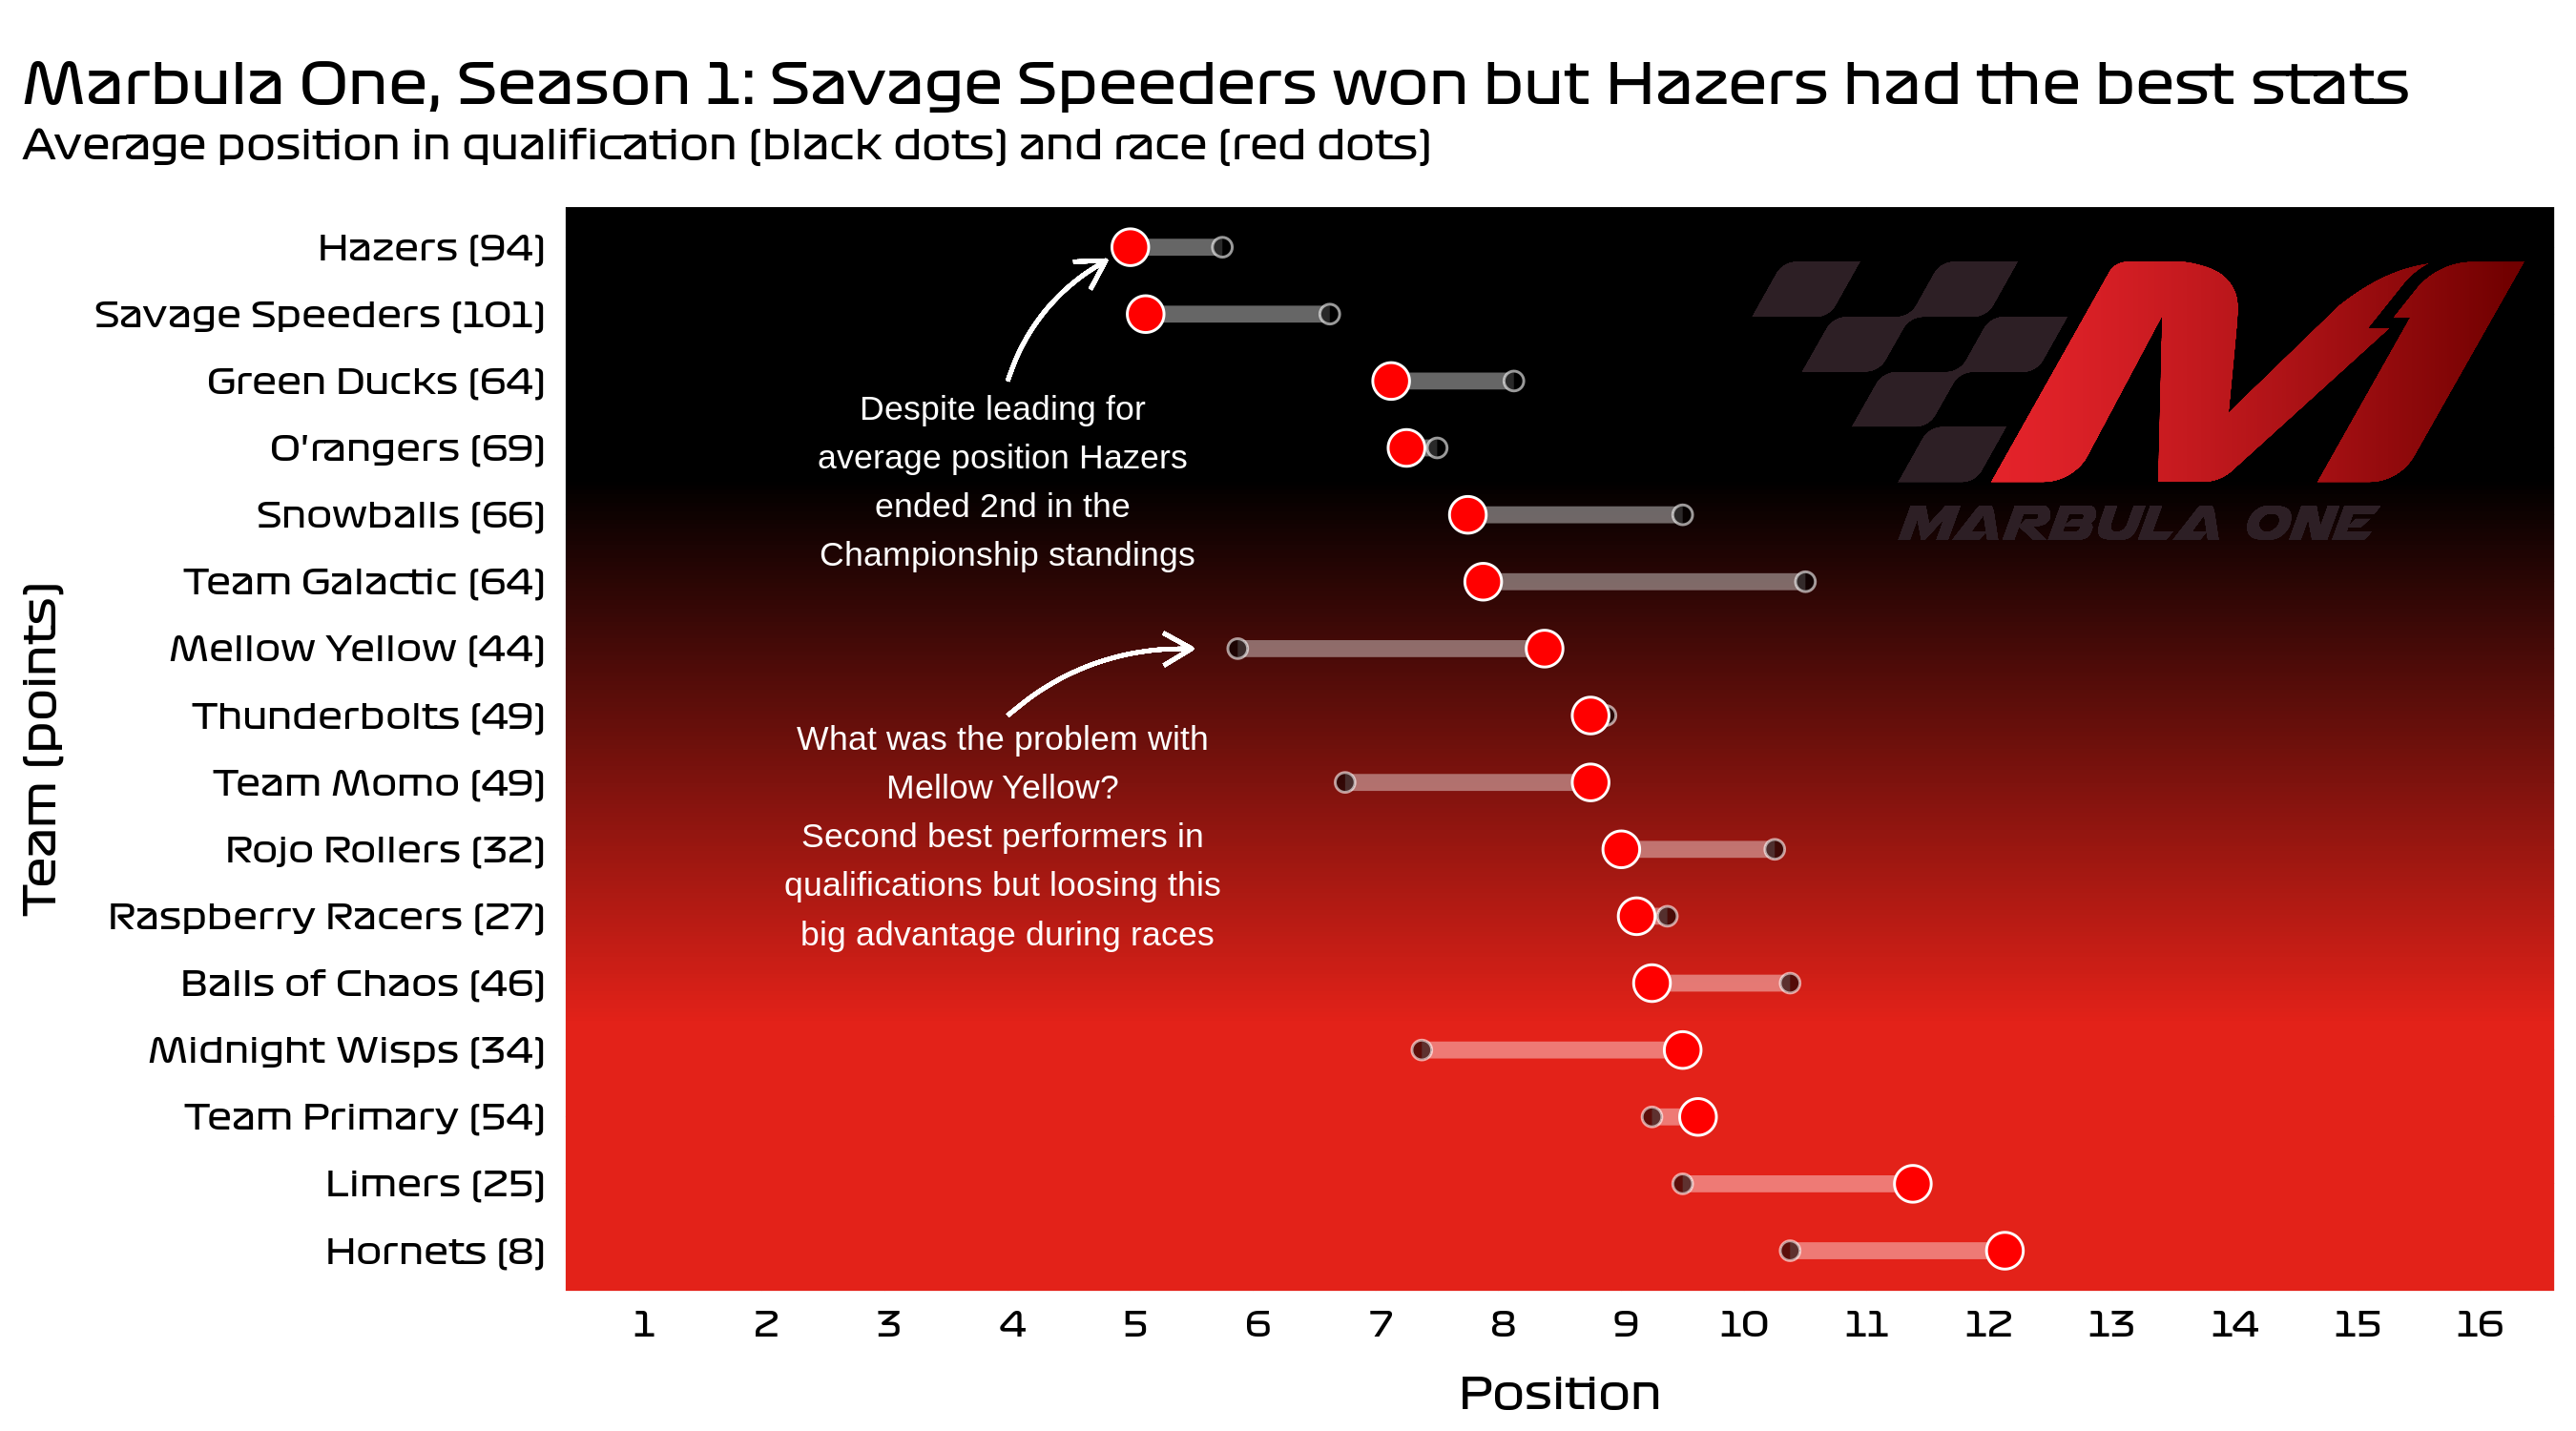 Marbula One, Season 1: Savage Speeders won but Hazers had the best stats
Average position in qualification (black dots) and race (red dots)
Team (points)
Hazers (94)
Savage Speeders (101)
Green Ducks (64)
O'rangers (69)
Snowballs (66)
Team Galactic (64)
Mellow Yellow (44)
Thunderbolts (49)
Team Momo (49)
Rojo Rollers (32)
Raspberry Racers (27)
Balls of Chaos (46)
Midnight Wisps (34)
Team Primary (54)
Limers (25)
Hornets (8)
Despite leading for
average position Hazers
ended 2nd in the
Championship standings
What was the problem with
Mellow Yellow?
Second best performers in
qualifications but loosing this
big advantage during races
M1
MARBULA ONE
1 2 3 4 5 6 7 8 9 10 11 12 13 14 15 16
Position